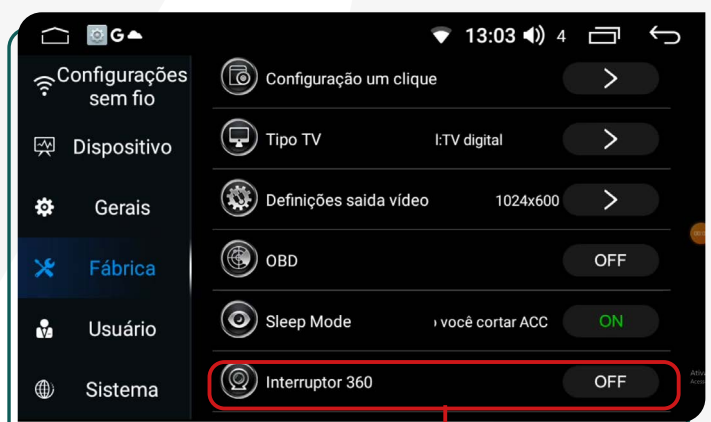 G
13:03
4
Configurações
sem fio
Dispositivo
Gerais
Fábrica
Usuário
Sistema
Configuração um clique
Tipo TV
l:TV digital
Definições saida vídeo
1024x600
OBD
OFF
Sleep Mode
você cortar ACC
ON
Interruptor 360
OFF